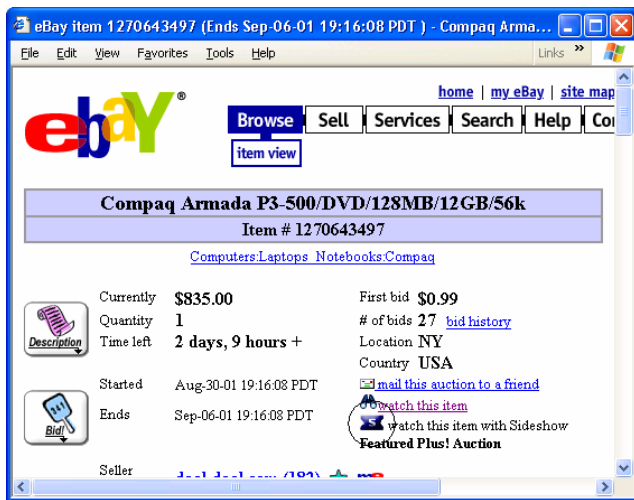 eBay item 1270643497 (Ends Sep-06-01 19:16:08 PDT ) - Compaq Arma...
File Edit View Favorites Tools Help Links »
ebaY®
home | my eBay | site map
Browse Sell Services Search Help
item view
Compaq Armada P3-500/DVD/128MB/12GB/56k
Item # 1270643497
Computers:Laptops Notebooks:Compaq
Description
Currently $835.00 First bid $0.99
Quantity 1 # of bids 27 bid history
Time left 2 days, 9 hours + Location NY
Country USA
Started Aug-30-01 19:16:08 PDT mail this auction to a friend
Bid!
watch this item
Ends Sep-06-01 19:16:08 PDT S watch this item with Sideshow
Featured Plus! Auction
Seller